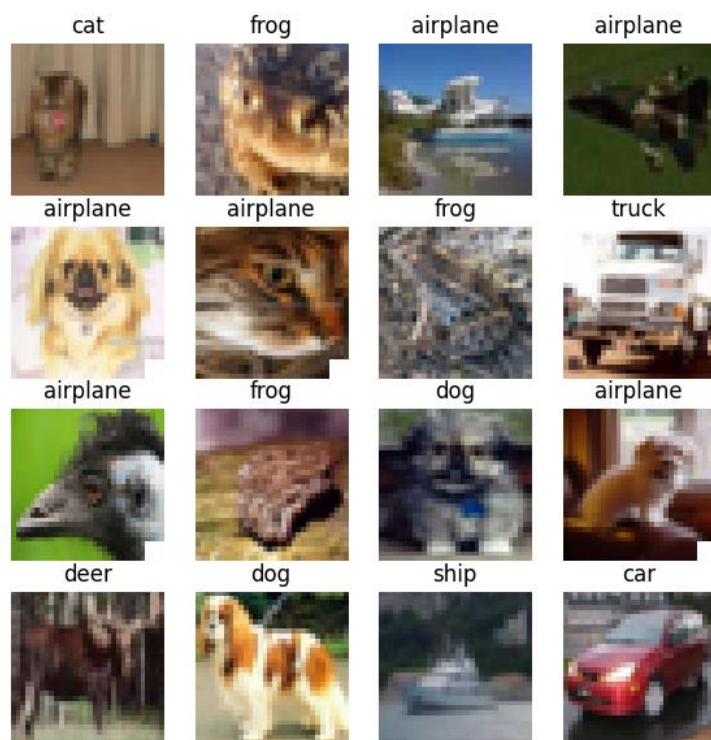 cat frog airplane airplane
airplane airplane frog truck
airplane frog dog airplane
deer dog ship car